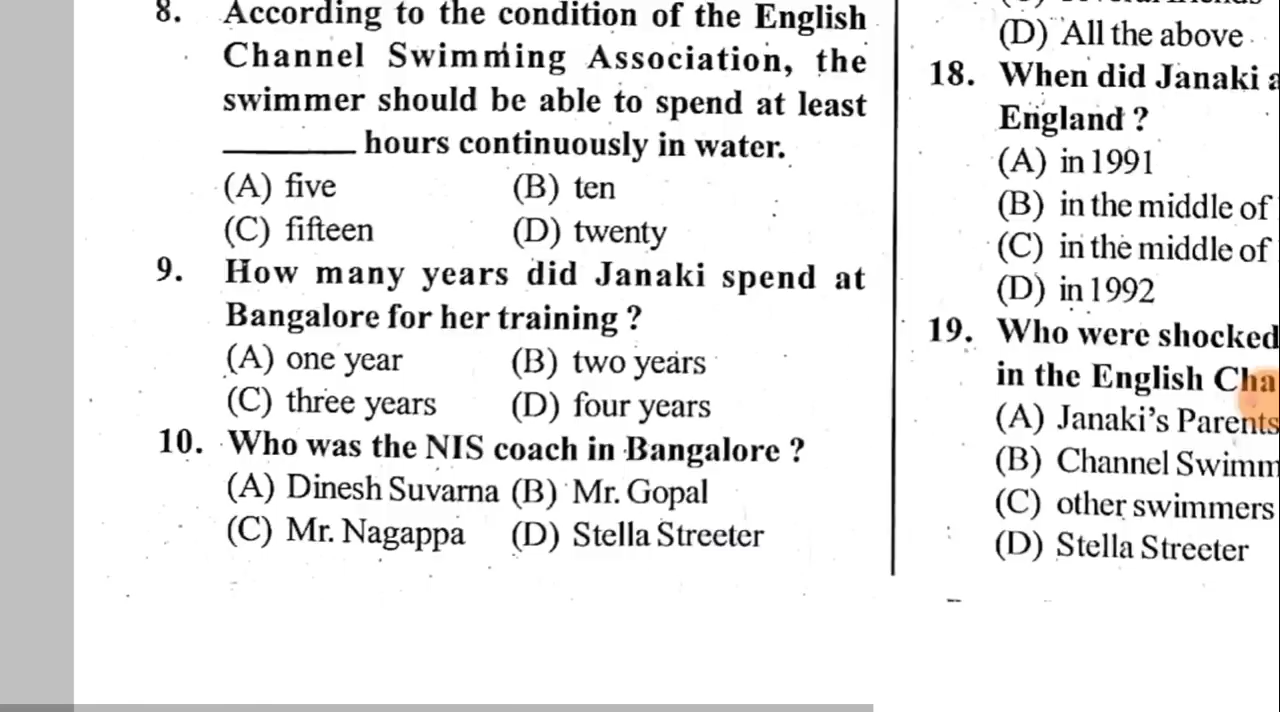 8. According to the condition of the English
Channel Swimming Association, the
swimmer should be able to spend at least
________ hours continuously in water.
(A) five (B) ten
(C) fifteen (D) twenty
9. How many years did Janaki spend at
Bangalore for her training ?
(A) one year (B) two years
(C) three years (D) four years
10. Who was the NIS coach in Bangalore ?
(A) Dinesh Suvarna (B) Mr. Gopal
(C) Mr. Nagappa (D) Stella Streeter
(D) All the above
18. When did Janaki a
England ?
(A) in 1991
(B) in the middle of
(C) in the middle of
(D) in 1992
19. Who were shocked
in the English Cha
(A) Janaki's Parents
(B) Channel Swimm
(C) other swimmers
(D) Stella Streeter